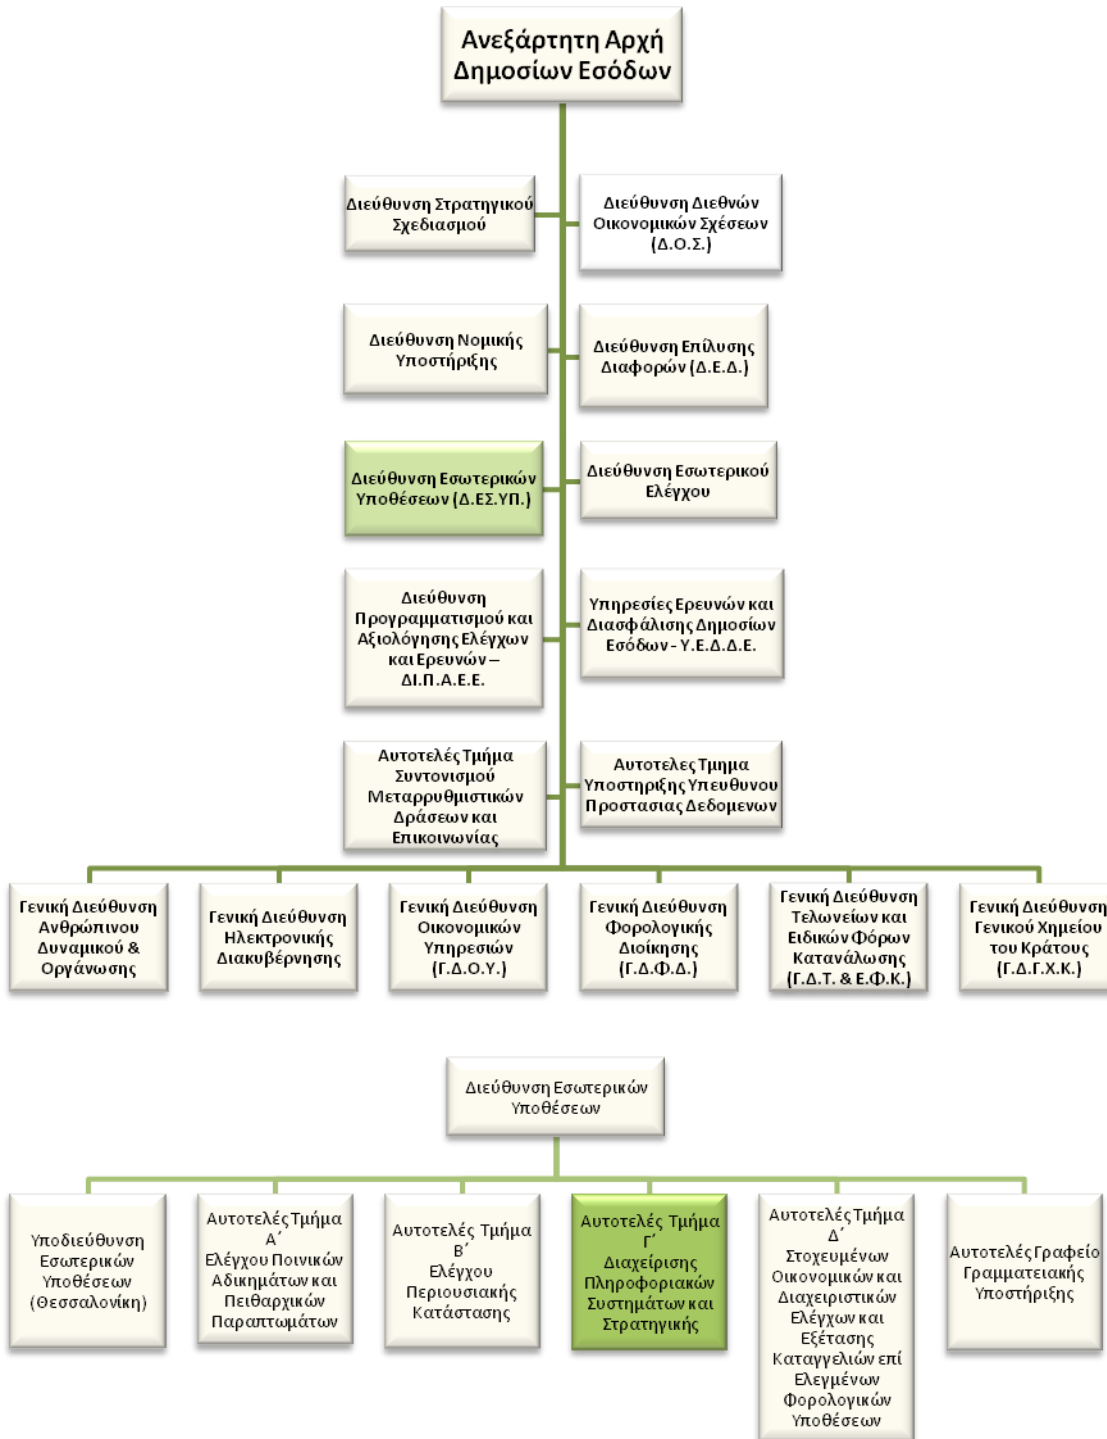 Ανεξάρτητη Αρχή
Δημοσίων Εσόδων
Διεύθυνση Στρατηγικού
Σχεδιασμού
Διεύθυνση Διεθνών
Οικονομικών Σχέσεων
(Δ.Ο.Σ.)
Διεύθυνση Νομικής
Υποστήριξης
Διεύθυνση Επίλυσης
Διαφορών (Δ.Ε.Δ.)
Διεύθυνση Εσωτερικών
Υποθέσεων (Δ.ΕΣ.ΥΠ.)
Διεύθυνση Εσωτερικού
Ελέγχου
Διεύθυνση
Προγραμματισμού και
Αξιολόγησης Ελέγχων
και Ερευνών –
ΔΙ.Π.Α.Ε.Ε.
Υπηρεσίες Ερευνών και
Διασφάλισης Δημοσίων
Εσόδων - Υ.Ε.Δ.Δ.Ε.
Αυτοτελές Τμήμα
Συντονισμού
Μεταρρυθμιστικών
Δράσεων και
Επικοινωνίας
Αυτοτελες Τμημα
Υποστηριξης Υπευθυνου
Προστασιας Δεδομενων
Γενική Διεύθυνση
Ανθρώπινου
Δυναμικού &
Οργάνωσης
Γενική Διεύθυνση
Ηλεκτρονικής
Διακυβέρνησης
Γενική Διεύθυνση
Οικονομικών
Υπηρεσιών
(Γ.Δ.Ο.Υ.)
Γενική Διεύθυνση
Φορολογικής
Διοίκησης
(Γ.Δ.Φ.Δ.)
Γενική Διεύθυνση
Τελωνείων και
Ειδικών Φόρων
Κατανάλωσης
(Γ.Δ.Τ. & Ε.Φ.Κ.)
Γενική Διεύθυνση
Γενικού Χημείου
του Κράτους
(Γ.Δ.Γ.Χ.Κ.)
Διεύθυνση Εσωτερικών
Υποθέσεων
Υποδιεύθυνση
Εσωτερικών
Υποθέσεων
(Θεσσαλονίκη)
Αυτοτελές Τμήμα
Α΄
Ελέγχου Ποινικών
Αδικημάτων και
Πειθαρχικών
Παραπτωμάτων
Αυτοτελές Τμήμα
Β΄
Ελέγχου
Περιουσιακής
Κατάστασης
Αυτοτελές Τμήμα
Γ΄
Διαχείρισης
Πληροφοριακών
Συστημάτων και
Στρατηγικής
Αυτοτελές Τμήμα
Δ΄
Στοχευμένων
Οικονομικών και
Διαχειριστικών
Ελέγχων και
Εξέτασης
Καταγγελιών επί
Ελεγμένων
Φορολογικών
Υποθέσεων
Αυτοτελές Γραφείο
Γραμματειακής
Υποστήριξης